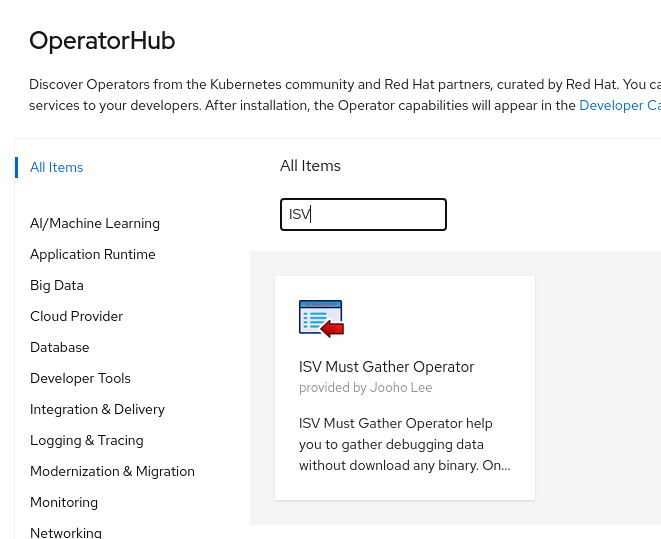 OperatorHub
Discover Operators from the Kubernetes community and Red Hat partners, curated by Red Hat. You ca
services to your developers. After installation, the Operator capabilities will appear in the Developer Ca
All Items
AI/Machine Learning
Application Runtime
Big Data
Cloud Provider
Database
Developer Tools
Integration & Delivery
Logging & Tracing
Modernization & Migration
Monitoring
Networking
All Items
ISV
ISV Must Gather Operator
provided by Jooho Lee
ISV Must Gather Operator help
you to gather debugging data
without download any binary. On...